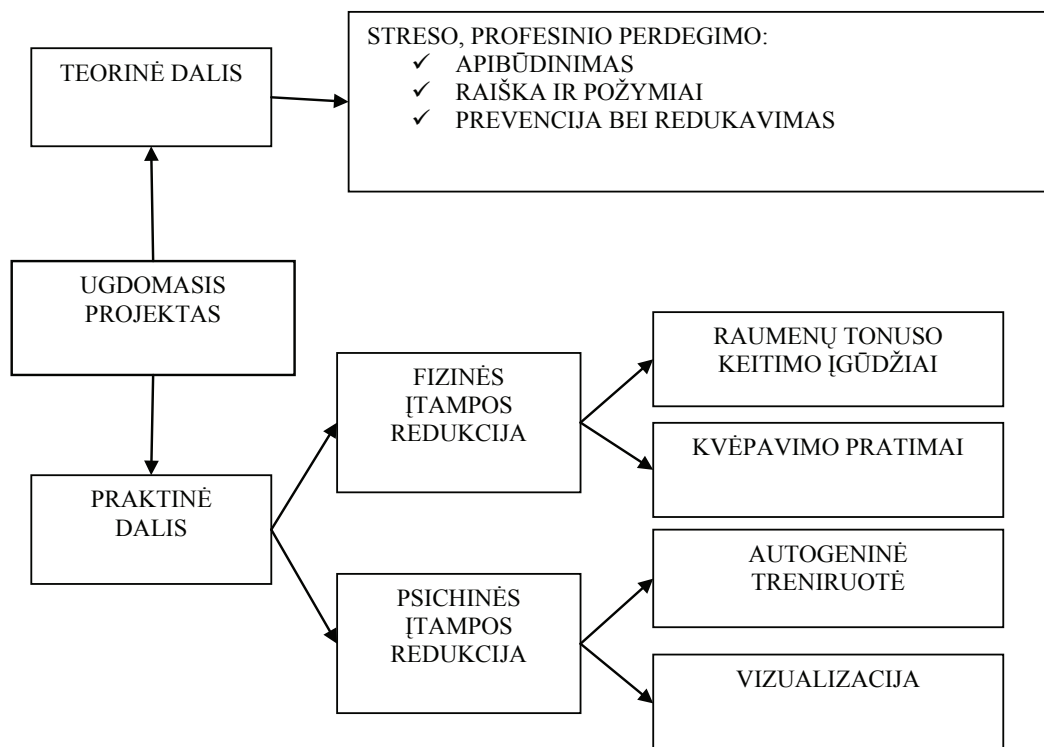 TEORINĖ DALIS
STRESO, PROFESINIO PERDEGIMO:
✓ APIBŪDINIMAS
✓ RAIŠKA IR POŽYMIAI
✓ PREVENCIJA BEI REDUKAVIMAS
UGDOMASIS
PROJEKTAS
PRAKTINĖ
DALIS
FIZINĖS
ĮTAMPOS
REDUKCIJA
RAUMENŲ TONUSO
KEITIMO ĮGŪDŽIAI
KVĖPAVIMO PRATIMAI
PSICHINĖS
ĮTAMPOS
REDUKCIJA
AUTOGENINĖ
TRENIRUOTĖ
VIZUALIZACIJA